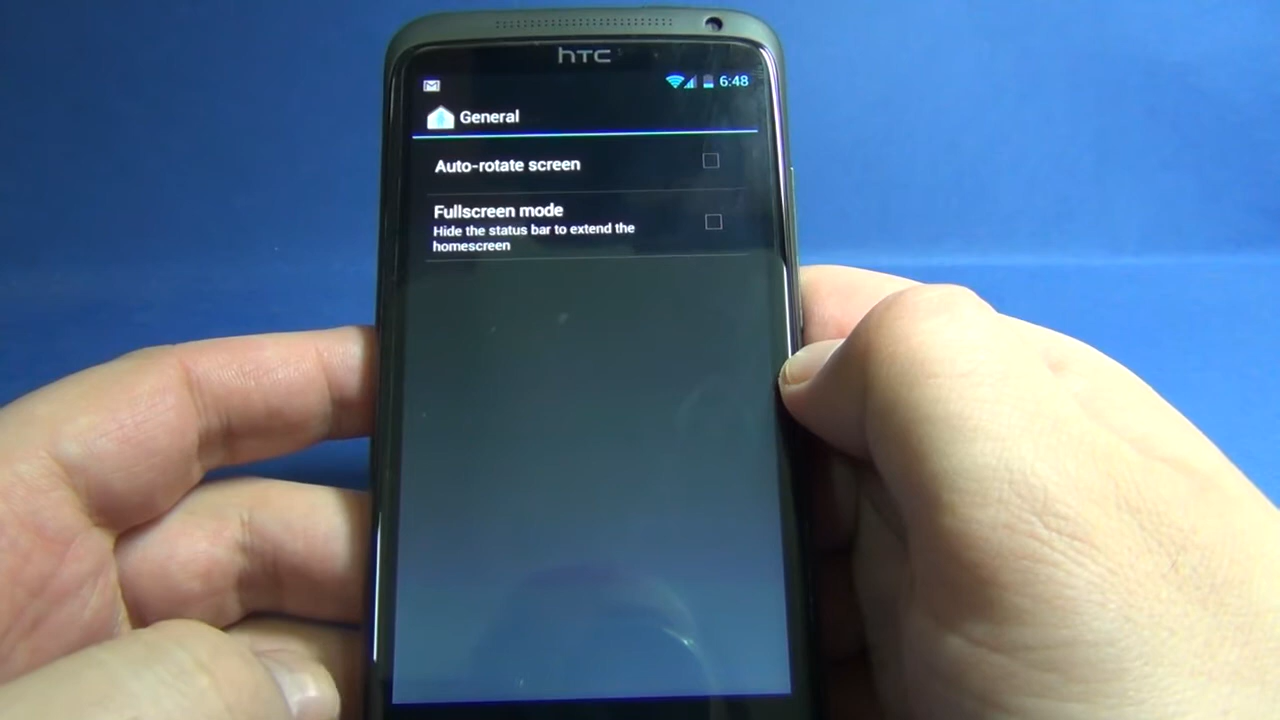 hTC
6:48
General
Auto-rotate screen
Fullscreen mode
Hide the status bar to extend the
homescreen